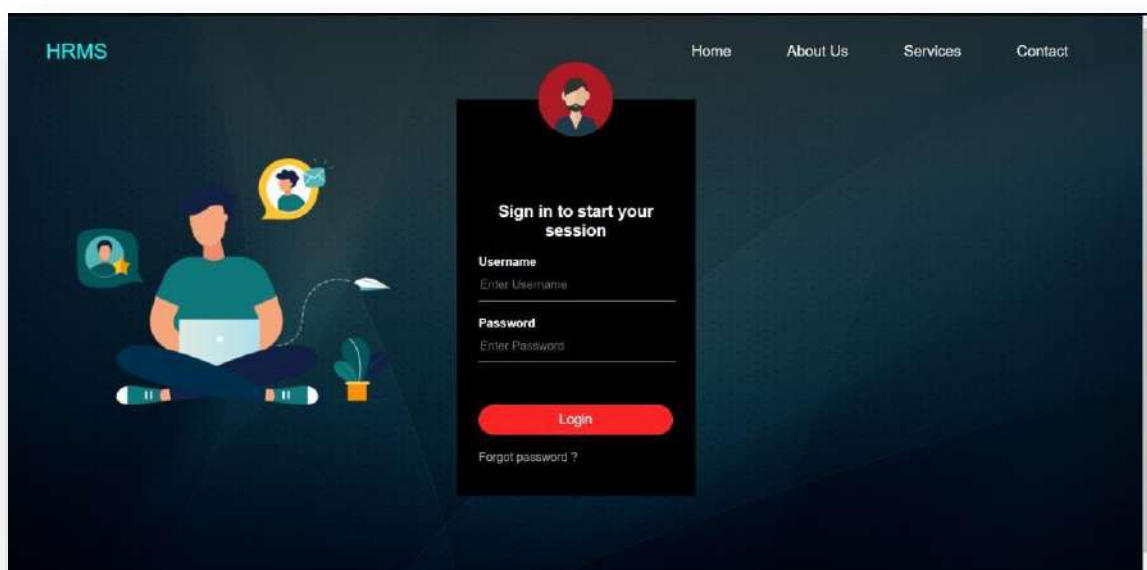 HRMS
Home About Us Services Contact
Sign in to start your
session
Username
Enter Username
Password
Enter Password
Login
Forgot password ?